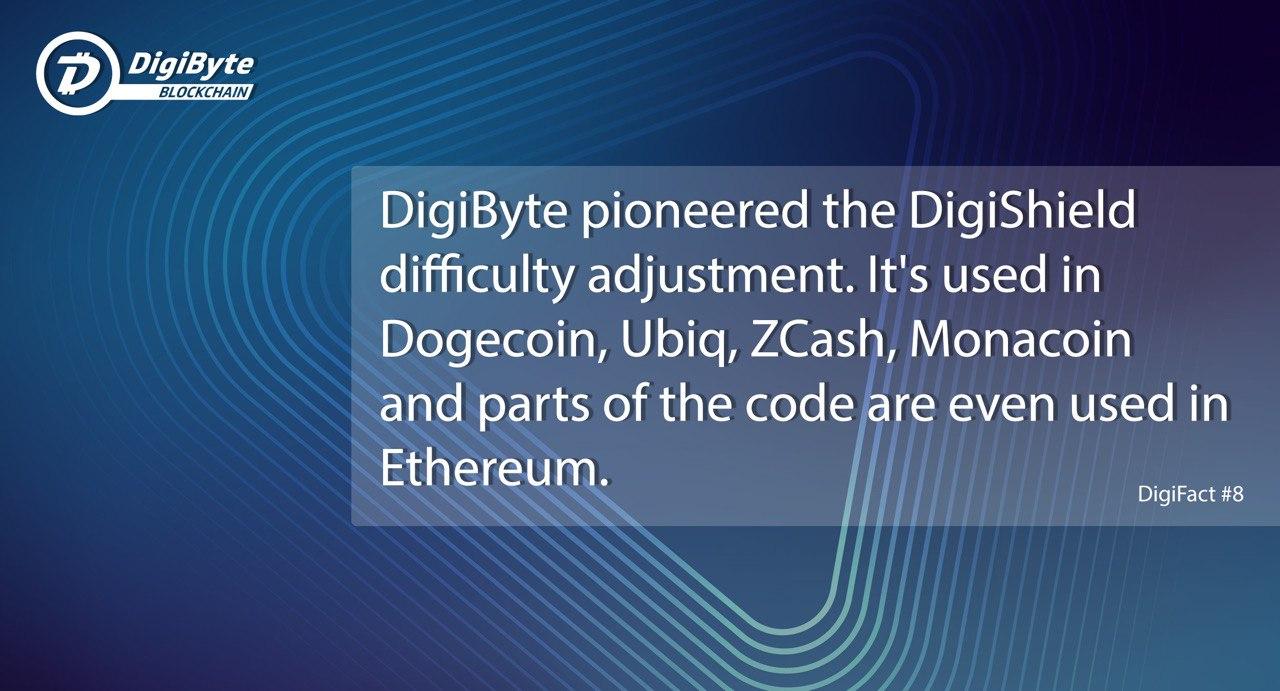 DigiByte
BLOCKCHAIN
DigiByte pioneered the DigiShield
difficulty adjustment. It's used in
Dogecoin, Ubiq, ZCash, Monacoin
and parts of the code are even used in
Ethereum.
DigiFact #8